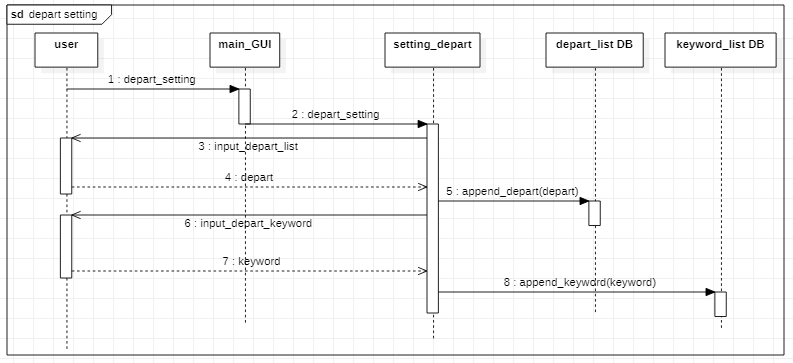 sd depart setting
user
main_GUI
setting_depart
depart_list DB
keyword_list DB
1 : depart_setting
2 : depart_setting
3 : input_depart_list
4 : depart
5 : append_depart(depart)
6 : input_depart_keyword
7 : keyword
8 : append_keyword(keyword)